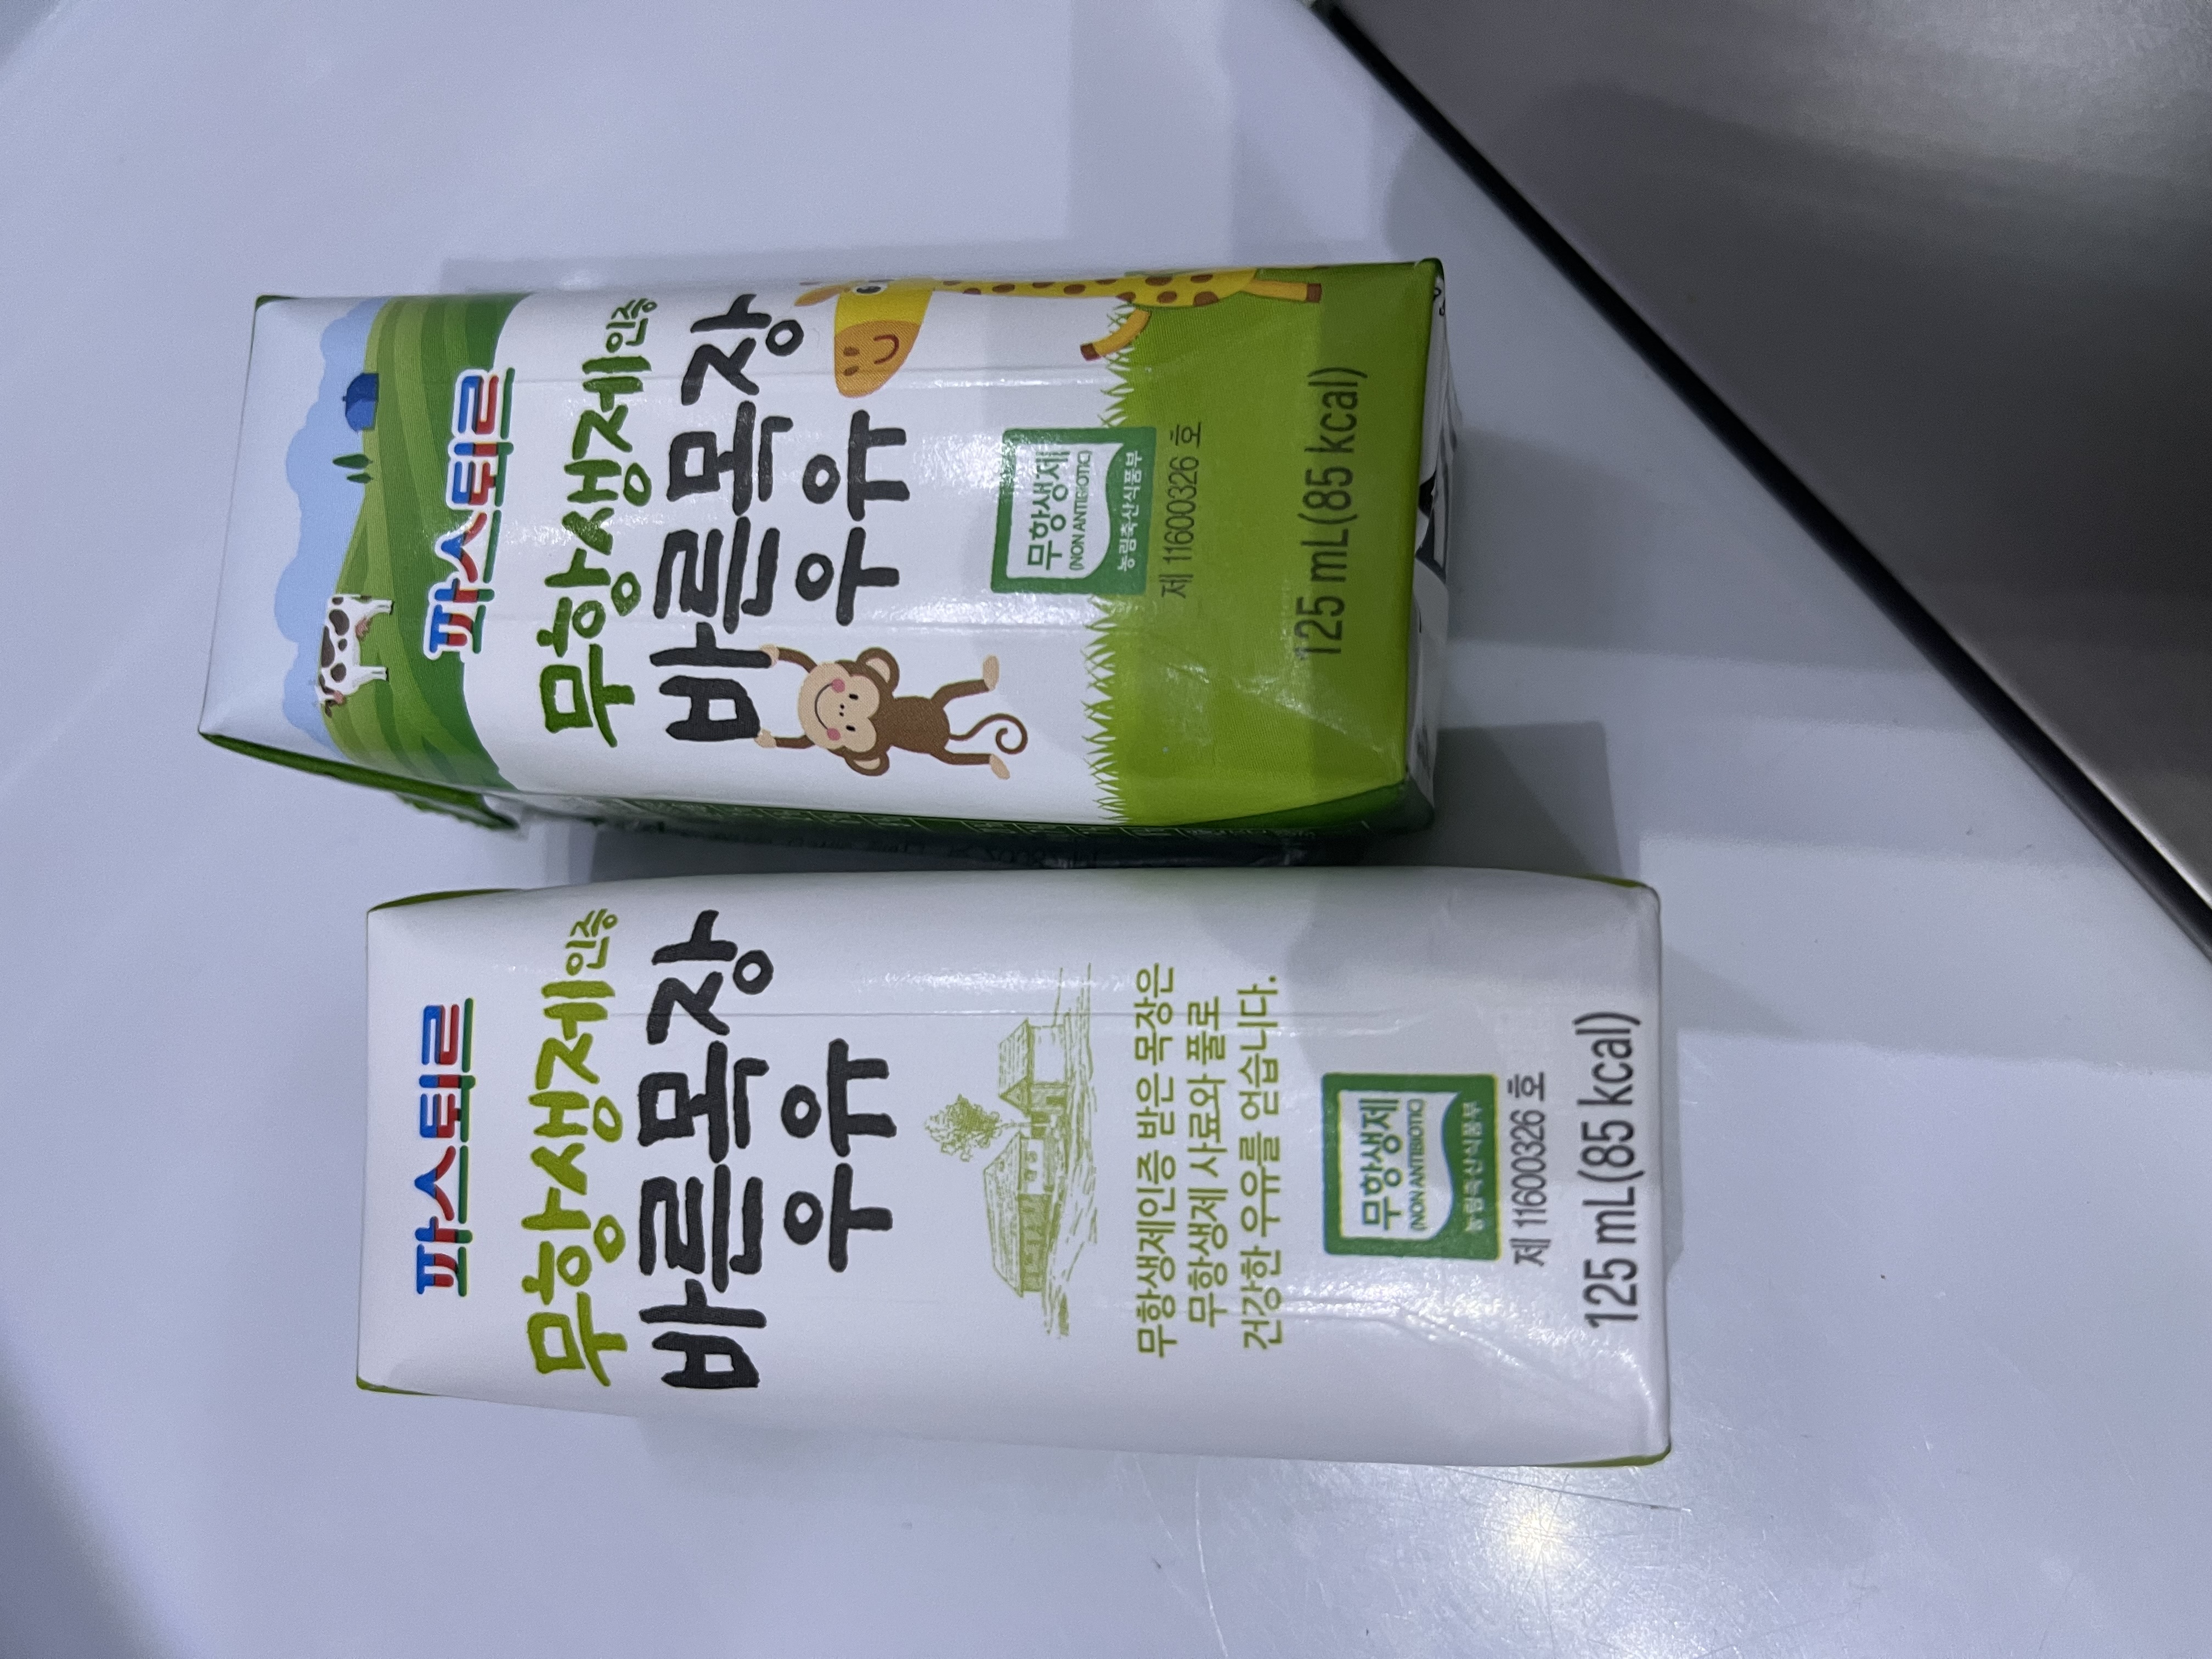 파스퇴르
무항생제인증
바른목장
우유
무항생제
(NON ANTIBIOTIC)
농림축산식품부
제 11600326 호
125 mL(85 kcal)
파스퇴르
무항생제인증
바른목장
우유
무항생제인증 받은 목장은
무항생제 사료와 풀로
건강한 우유를 얻습니다.
무항생제
(NON ANTIBIOTIC)
농림축산식품부
제 11600326 호
125 mL(85 kcal)